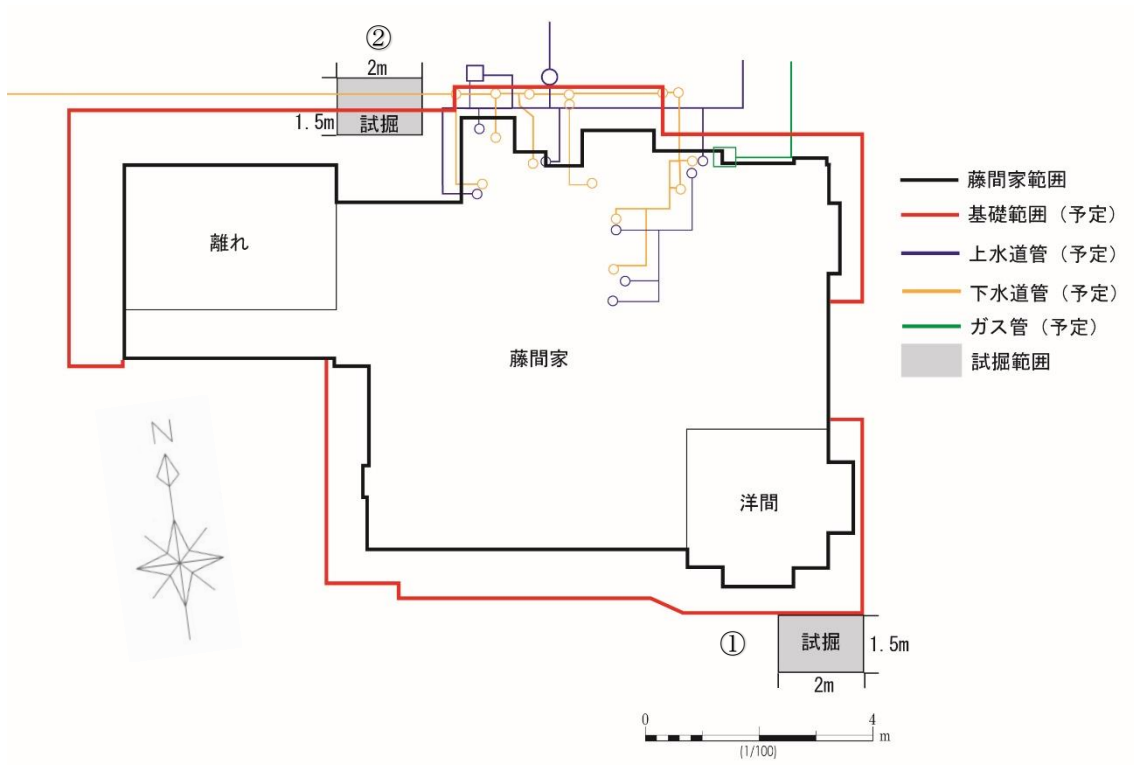 ②
2m
1.5m
試掘
離れ
藤間家
洋間
N
①
試掘
1.5m
2m
藤間家範囲
基礎範囲（予定）
上水道管（予定）
下水道管（予定）
ガス管（予定）
試掘範囲
0 4
m
(1/100)